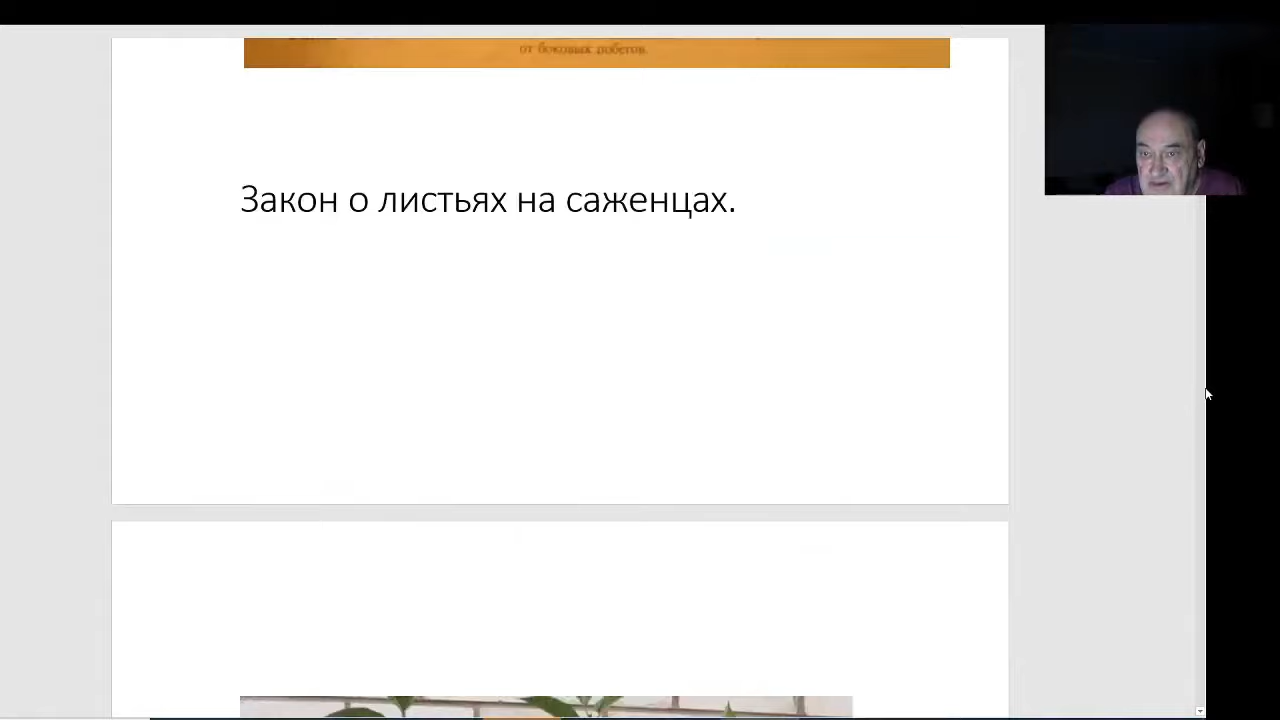 от боковых побегов.
Закон о листьях на саженцах.